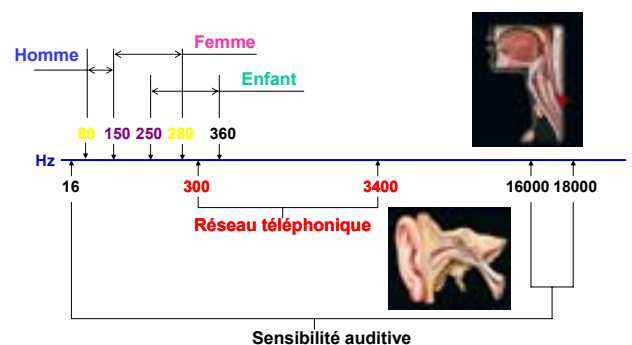 Femme
Homme
Enfant
80 150 250 280 360
Hz
16 300 3400 16000 18000
Réseau téléphonique
Sensibilité auditive